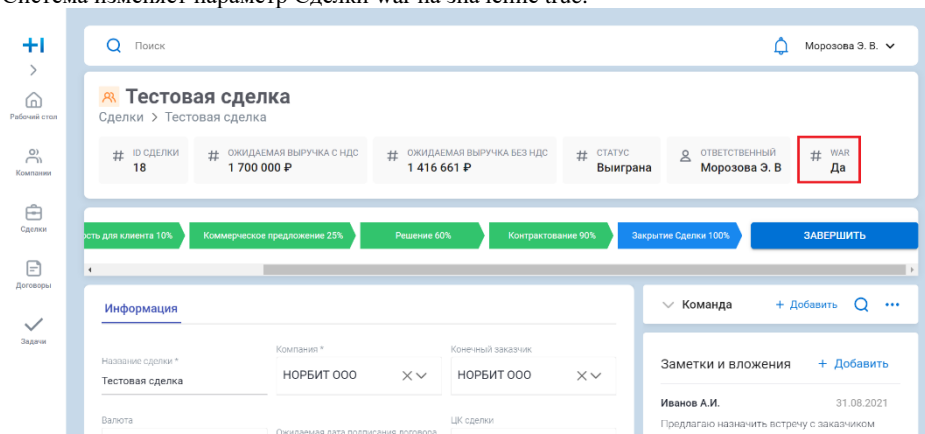 Система изменяет параметр Сделки war на значение true.
Поиск
Морозова Э. В.
Рабочий стол
Компании
Сделки
Договоры
Задачи
Тестовая сделка
Сделки > Тестовая сделка
# ID СДЕЛКИ
18
# ОЖИДАЕМАЯ ВЫРУЧКА С НДС
1 700 000 ₽
# ОЖИДАЕМАЯ ВЫРУЧКА БЕЗ НДС
1 416 661 ₽
# СТАТУС
Выиграна
ОТВЕТСТВЕННЫЙ
Морозова Э. В
# WAR
Да
ость для клиента 10%
Коммерческое предложение 25%
Решение 60%
Контрактование 90%
Закрытие Сделки 100%
ЗАВЕРШИТЬ
Информация
Название сделки *
Тестовая сделка
Компания *
НОРБИТ ООО
Конечный заказчик
НОРБИТ ООО
Валюта
Ожидаемая дата подписания договора
ЦК сделки
Команда
+ Добавить
Заметки и вложения
+ Добавить
Иванов А.И.
31.08.2021
Предлагаю назначить встречу с заказчиком